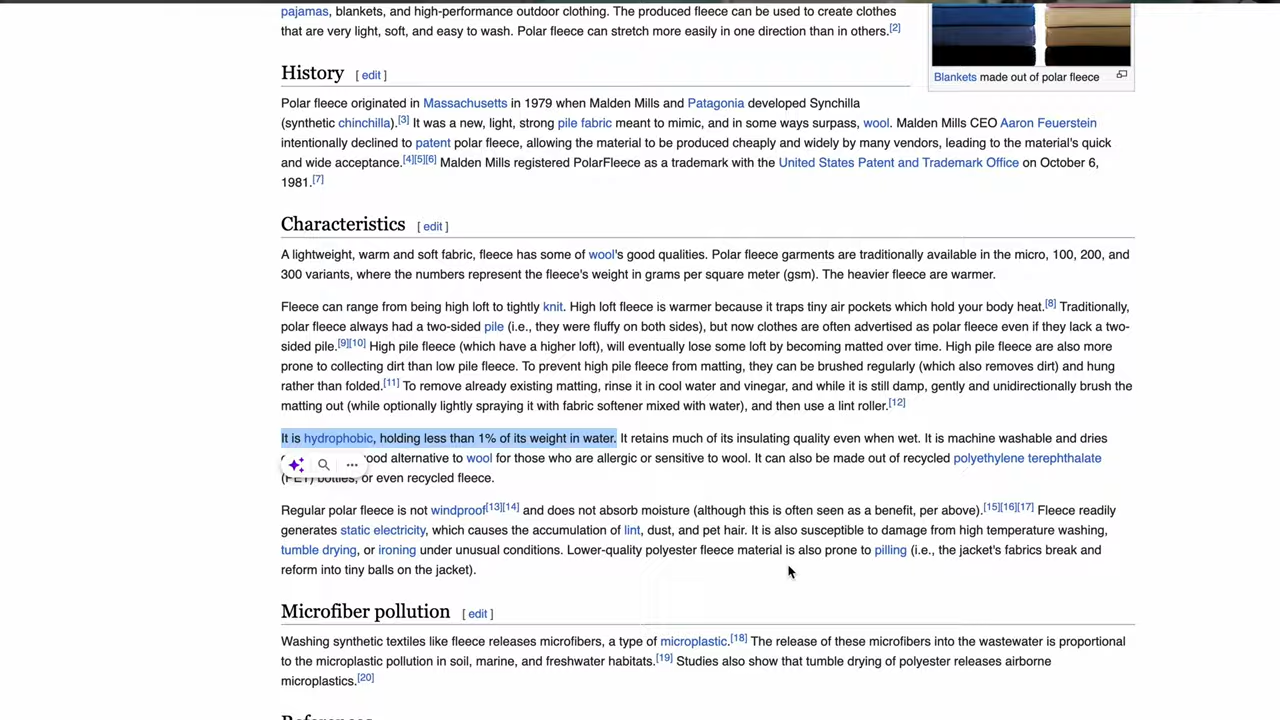 pajamas, blankets, and high-performance outdoor clothing. The produced fleece can be used to create clothes
that are very light, soft, and easy to wash. Polar fleece can stretch more easily in one direction than in others.[2]
Blankets made out of polar fleece
History [ edit ]
Polar fleece originated in Massachusetts in 1979 when Malden Mills and Patagonia developed Synchilla
(synthetic chinchilla).[3] It was a new, light, strong pile fabric meant to mimic, and in some ways surpass, wool. Malden Mills CEO Aaron Feuerstein
intentionally declined to patent polar fleece, allowing the material to be produced cheaply and widely by many vendors, leading to the material's quick
and wide acceptance.[4][5][6] Malden Mills registered PolarFleece as a trademark with the United States Patent and Trademark Office on October 6,
1981.[7]
Characteristics [ edit ]
A lightweight, warm and soft fabric, fleece has some of wool's good qualities. Polar fleece garments are traditionally available in the micro, 100, 200, and
300 variants, where the numbers represent the fleece's weight in grams per square meter (gsm). The heavier fleece are warmer.
Fleece can range from being high loft to tightly knit. High loft fleece is warmer because it traps tiny air pockets which hold your body heat.[8] Traditionally,
polar fleece always had a two-sided pile (i.e., they were fluffy on both sides), but now clothes are often advertised as polar fleece even if they lack a two-
sided pile.[9][10] High pile fleece (which have a higher loft), will eventually lose some loft by becoming matted over time. High pile fleece are also more
prone to collecting dirt than low pile fleece. To prevent high pile fleece from matting, they can be brushed regularly (which also removes dirt) and hung
rather than folded.[11] To remove already existing matting, rinse it in cool water and vinegar, and while it is still damp, gently and unidirectionally brush the
matting out (while optionally lightly spraying it with fabric softener mixed with water), and then use a lint roller.[12]
It is hydrophobic, holding less than 1% of its weight in water. It retains much of its insulating quality even when wet. It is machine washable and dries
good alternative to wool for those who are allergic or sensitive to wool. It can also be made out of recycled polyethylene terephthalate
(PET) bottles, or even recycled fleece.
Regular polar fleece is not windproof[13][14] and does not absorb moisture (although this is often seen as a benefit, per above).[15][16][17] Fleece readily
generates static electricity, which causes the accumulation of lint, dust, and pet hair. It is also susceptible to damage from high temperature washing,
tumble drying, or ironing under unusual conditions. Lower-quality polyester fleece material is also prone to pilling (i.e., the jacket's fabrics break and
reform into tiny balls on the jacket).
Microfiber pollution [ edit ]
Washing synthetic textiles like fleece releases microfibers, a type of microplastic.[18] The release of these microfibers into the wastewater is proportional
to the microplastic pollution in soil, marine, and freshwater habitats.[19] Studies also show that tumble drying of polyester releases airborne
microplastics.[20]
References